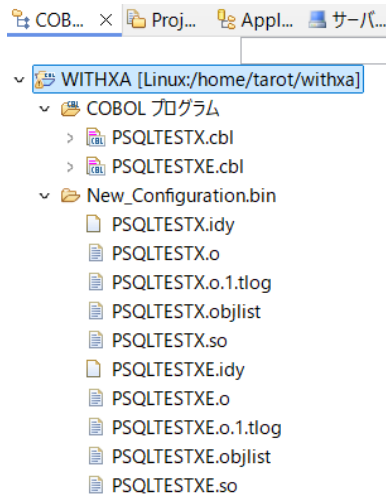 COB... Proj... Appl... サーバ...
WITHXA [Linux:/home/tarot/withxa]
COBOL プログラム
PSQLTESTX.cbl
PSQLTESTXE.cbl
New_Configuration.bin
PSQLTESTX.idy
PSQLTESTX.o
PSQLTESTX.o.1.tlog
PSQLTESTX.objlist
PSQLTESTX.so
PSQLTESTXE.idy
PSQLTESTXE.o
PSQLTESTXE.o.1.tlog
PSQLTESTXE.objlist
PSQLTESTXE.so